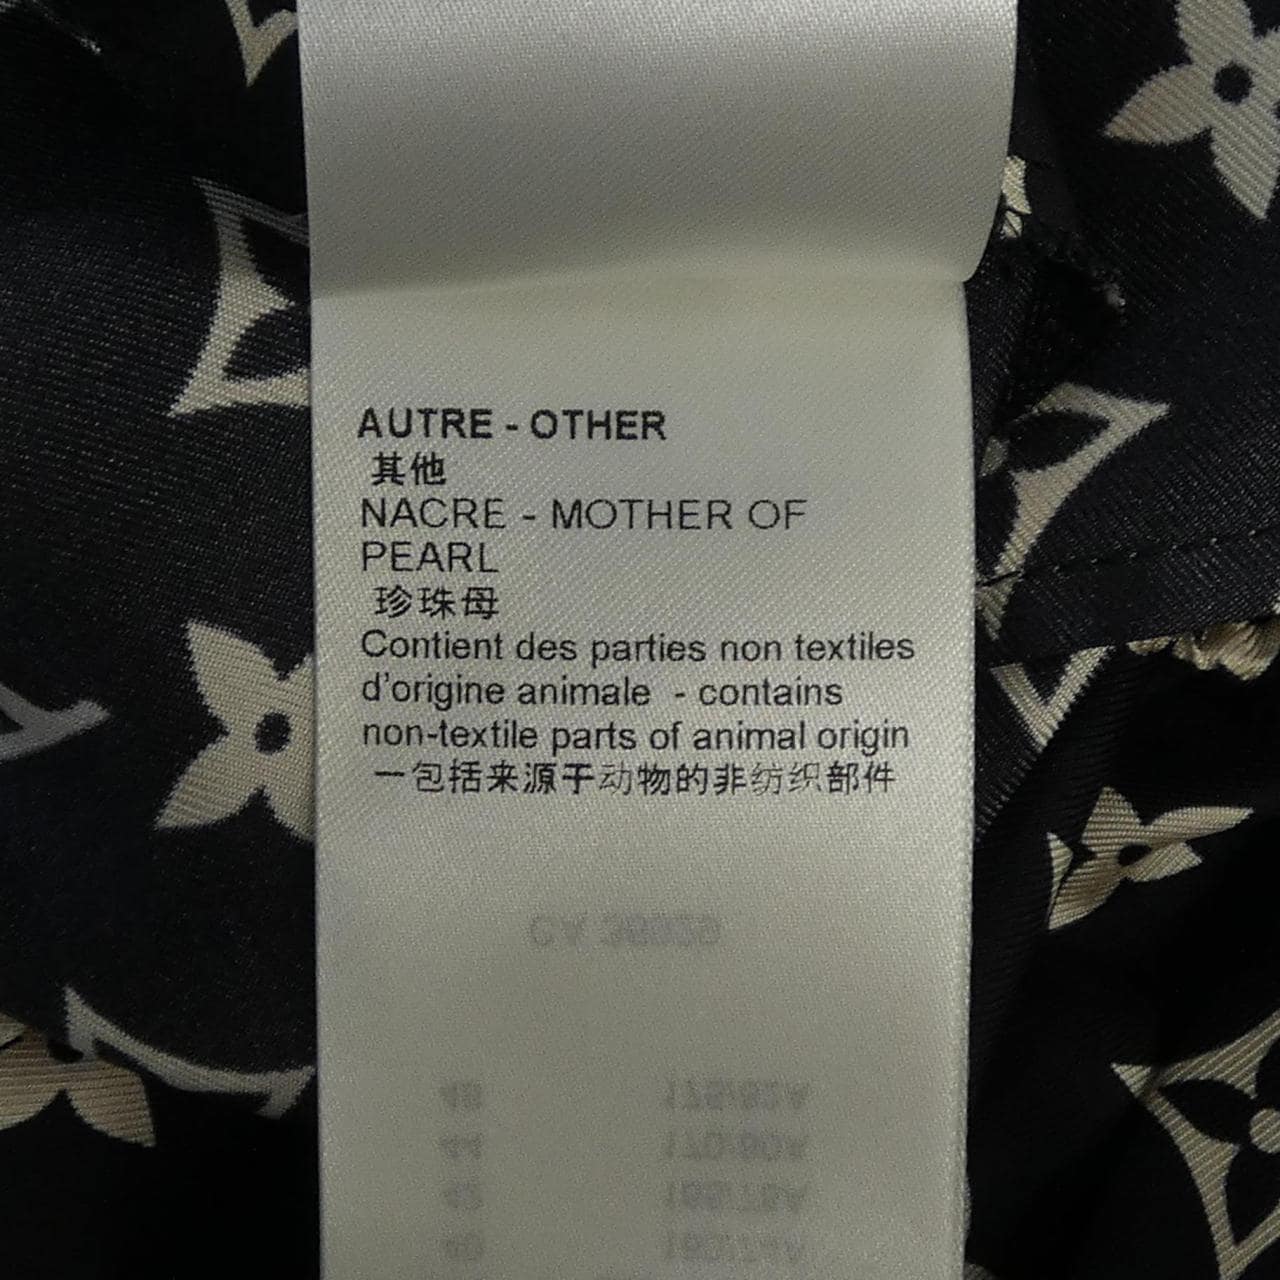 AUTRE - OTHER
其他
NACRE - MOTHER OF
PEARL
珍珠母
Contient des parties non textiles
d'origine animale - contains
non-textile parts of animal origin
一包括来源于动物的非纺织部件